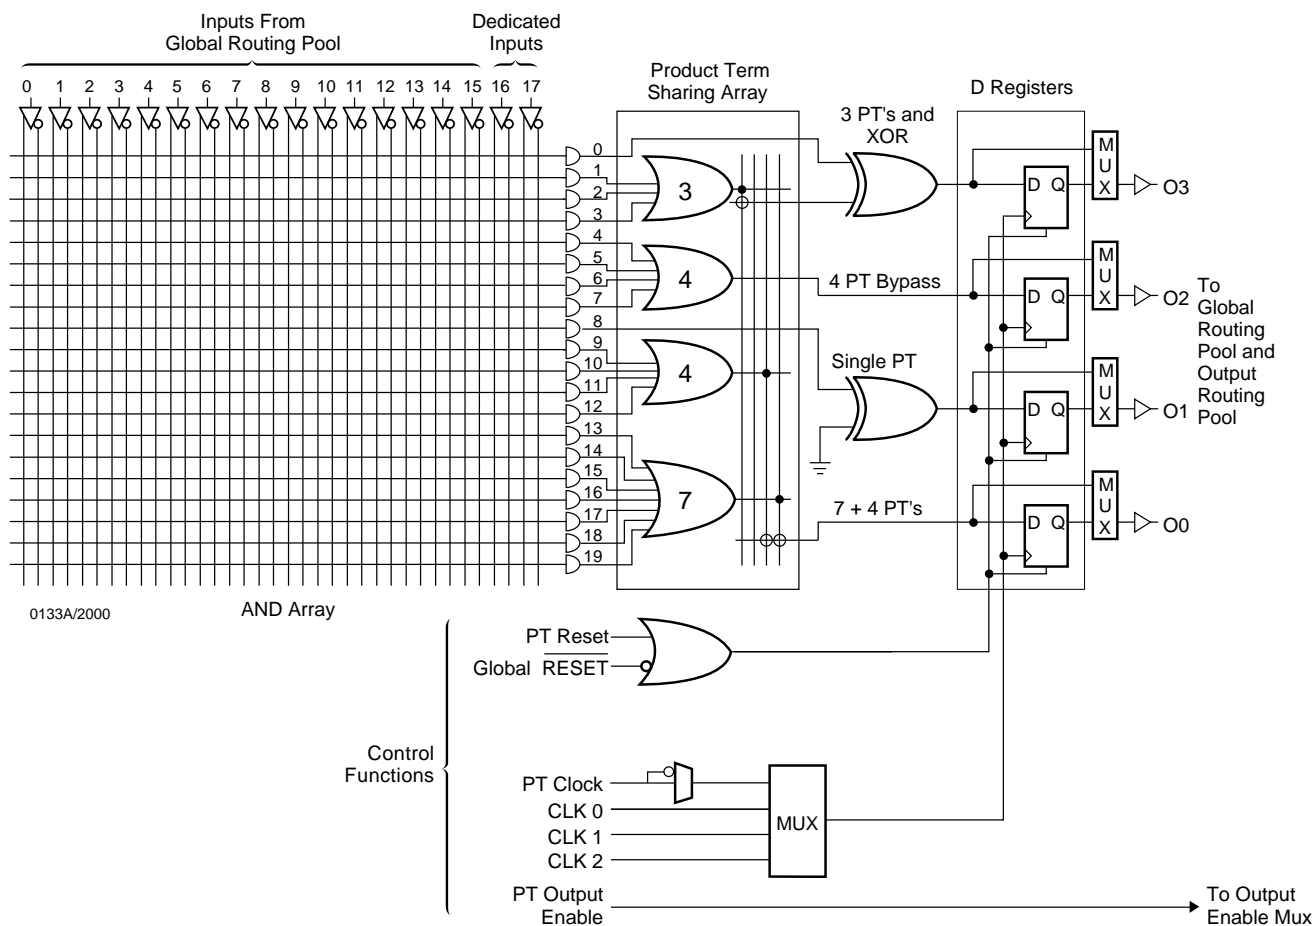 Inputs From
Global Routing Pool
Dedicated
Inputs
0 1 2 3 4 5 6 7 8 9 10 11 12 13 14 15 16 17
Product Term
Sharing Array
D Registers
3 PT's and
XOR
0
1
2
3
4
5
6
7
8
9
10
11
12
13
14
15
16
17
18
19
3
4
4
7
4 PT Bypass
Single PT
7 + 4 PT's
D Q
MUX
O3
D Q
MUX
O2
D Q
MUX
O1
D Q
MUX
O0
To
Global
Routing
Pool and
Output
Routing
Pool
0133A/2000
AND Array
Control
Functions
PT Reset
Global RESET
PT Clock
CLK 0
CLK 1
CLK 2
MUX
PT Output
Enable
To Output
Enable Mux